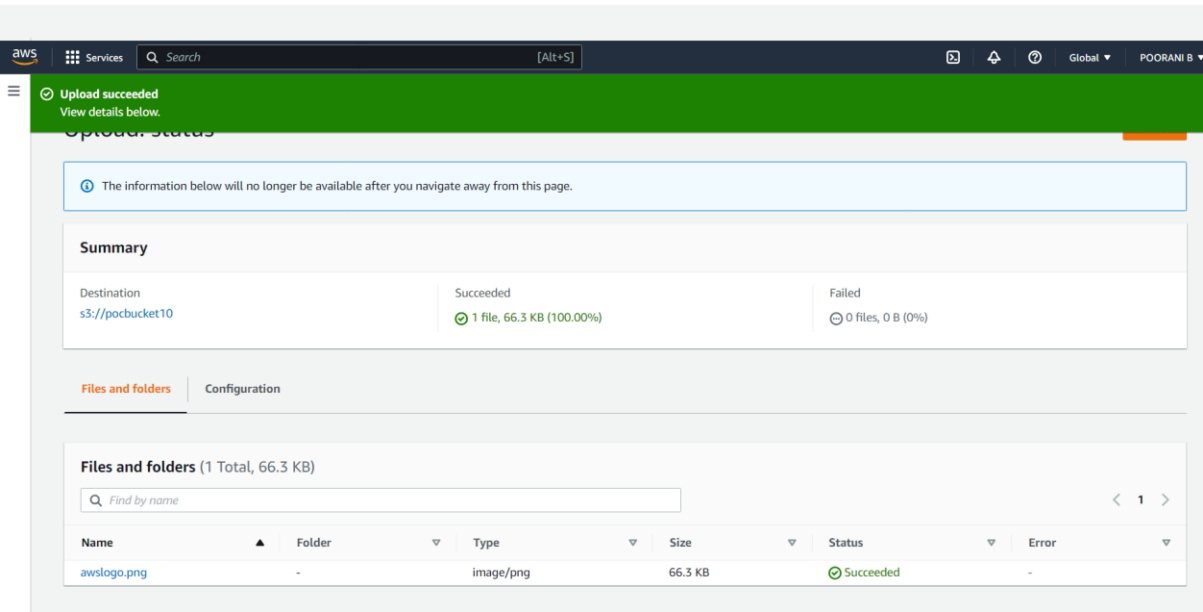 aws Services Search [Alt+S] Global POORANI B
Upload succeeded
View details below.
Upload: status
The information below will no longer be available after you navigate away from this page.
Summary
Destination Succeeded Failed
s3://pocbucket10 1 file, 66.3 KB (100.00%) 0 files, 0 B (0%)
Files and folders Configuration
Files and folders (1 Total, 66.3 KB)
Find by name 1
Name Folder Type Size Status Error
awslogo.png - image/png 66.3 KB Succeeded -